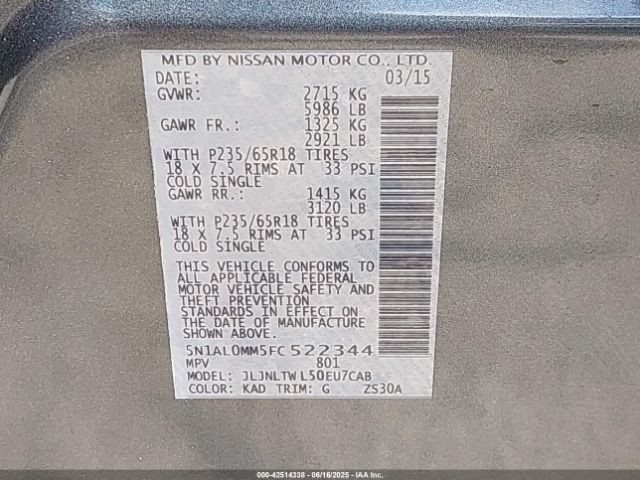 MFD BY NISSAN MOTOR CO., LTD.
DATE: 03/15
GVWR: 2715 KG
5986 LB
GAWR FR.: 1325 KG
2921 LB
WITH P235/65R18 TIRES
18 X 7.5 RIMS AT 33 PSI
COLD SINGLE
GAWR RR.: 1415 KG
3120 LB
WITH P235/65R18 TIRES
18 X 7.5 RIMS AT 33 PSI
COLD SINGLE
THIS VEHICLE CONFORMS TO
ALL APPLICABLE FEDERAL
MOTOR VEHICLE SAFETY AND
THEFT PREVENTION
STANDARDS IN EFFECT ON
THE DATE OF MANUFACTURE
SHOWN ABOVE.
5N1AL0MM5FC522344
MPV 801
MODEL: JLJNLTWL50EU7CAB
COLOR: KAD TRIM: G ZS30A
000-42514338 - 06/16/2025 - IAA Inc.